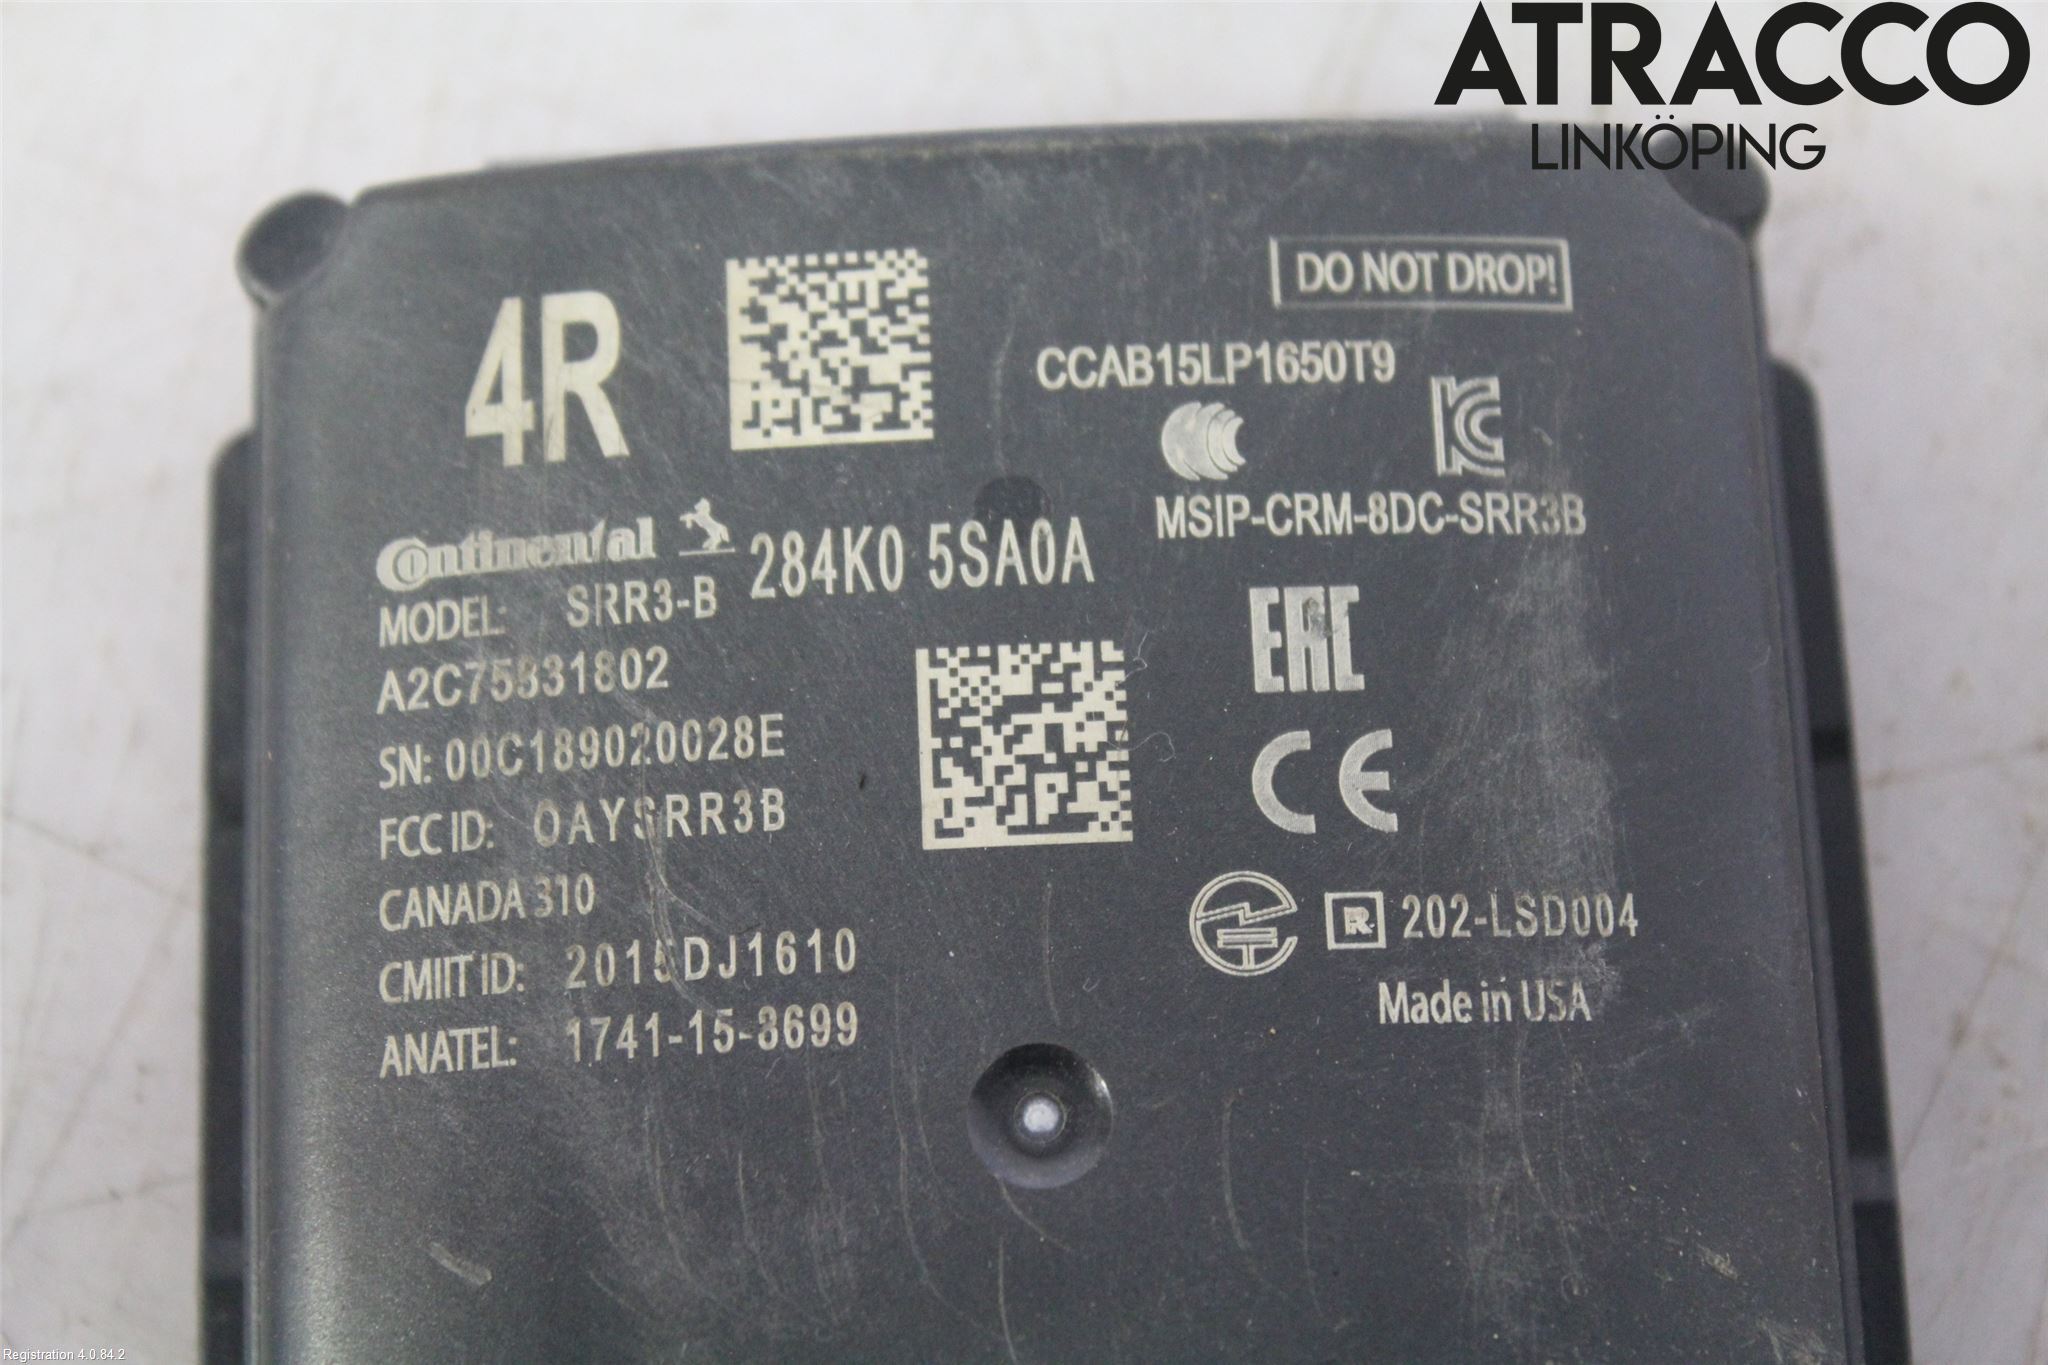 ATRACCO
LINKÖPING
DO NOT DROP!
4R
CCAB15LP1650T9
MSIP-CRM-8DC-SRR3B
Continental
284K0 5SA0A
MODEL: SRR3-B
A2C75831802
SN: 00C189020028E
FCC ID: OAYSRR3B
CANADA 310
CMIIT ID: 2015DJ1610
ANATEL: 1741-15-8699
EAC
CE
R 202-LSD004
Made in USA
Registration 4.0.84.2